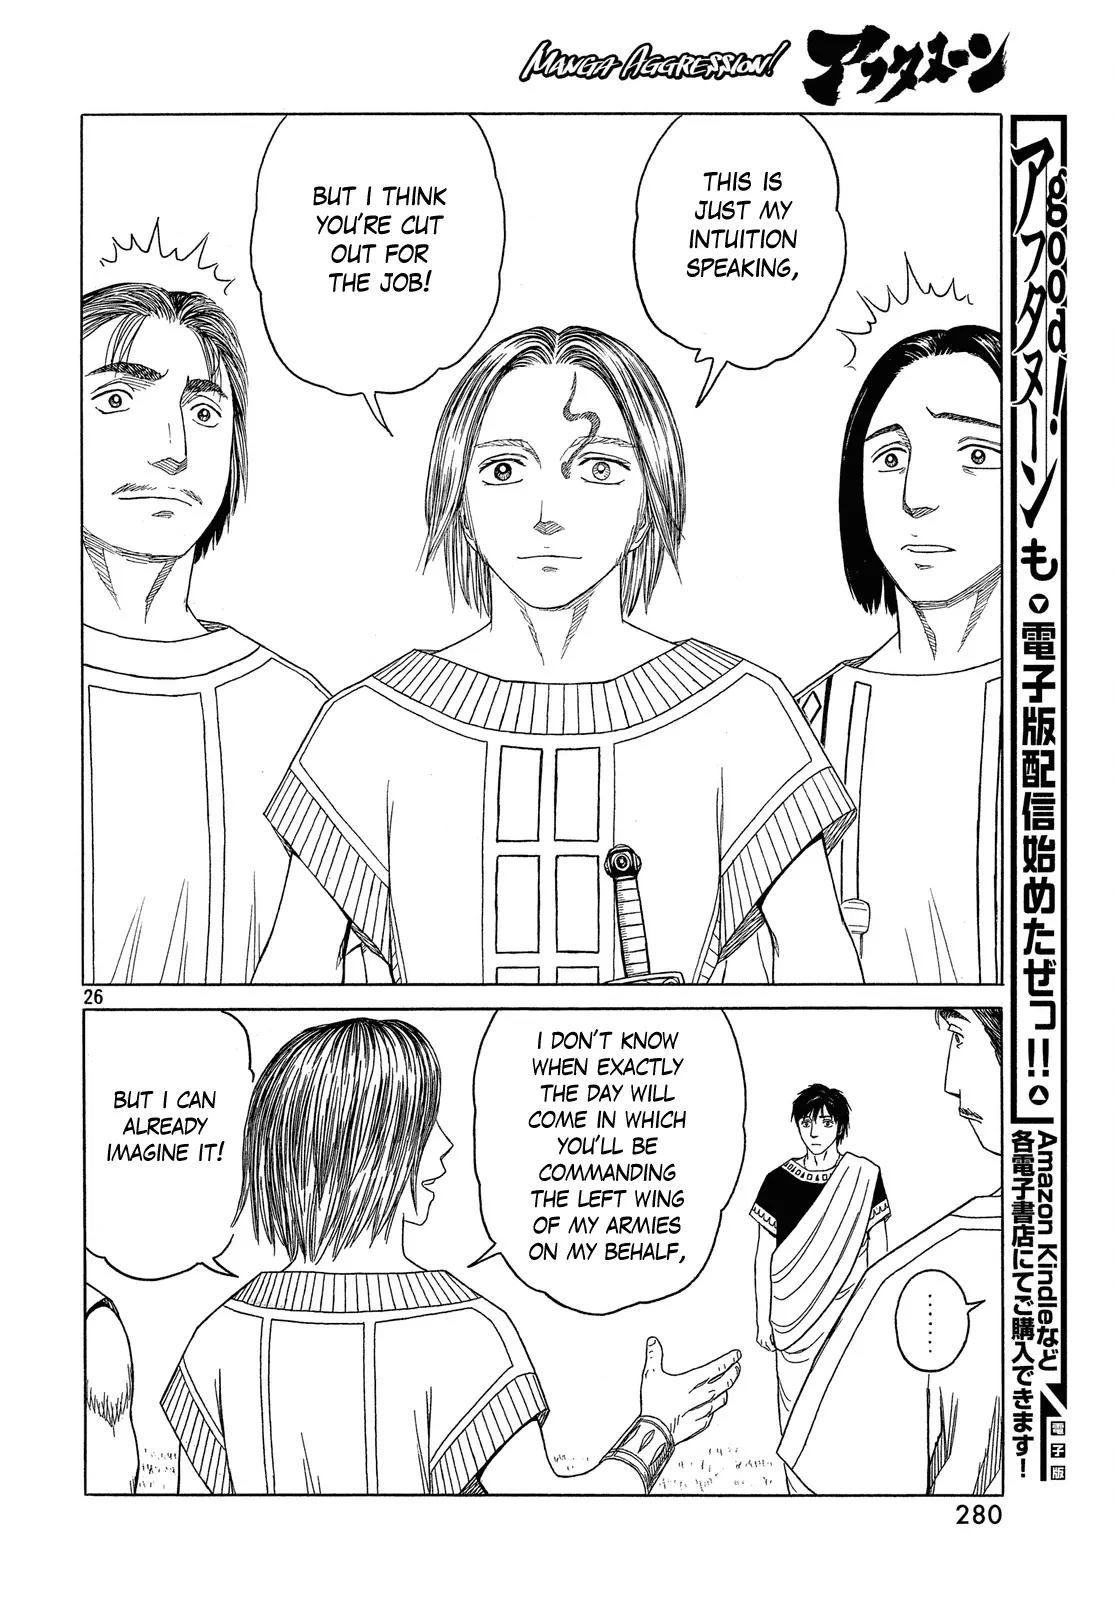 MANGA AGGRESSION!
アフタヌーン
THIS IS
JUST MY
INTUITION
SPEAKING,
BUT I THINK
YOU'RE CUT
OUT FOR
THE JOB!
26
I DON'T KNOW
WHEN EXACTLY
THE DAY WILL
COME IN WHICH
YOU'LL BE
COMMANDING
THE LEFT WING
OF MY ARMIES
ON MY BEHALF,
BUT I CAN
ALREADY
IMAGINE IT!
........
good!
アフタヌーンも電子版配信始めたぜっ!!
Amazon Kindleなど
各電子書店にてご購入できます!
電子版
280